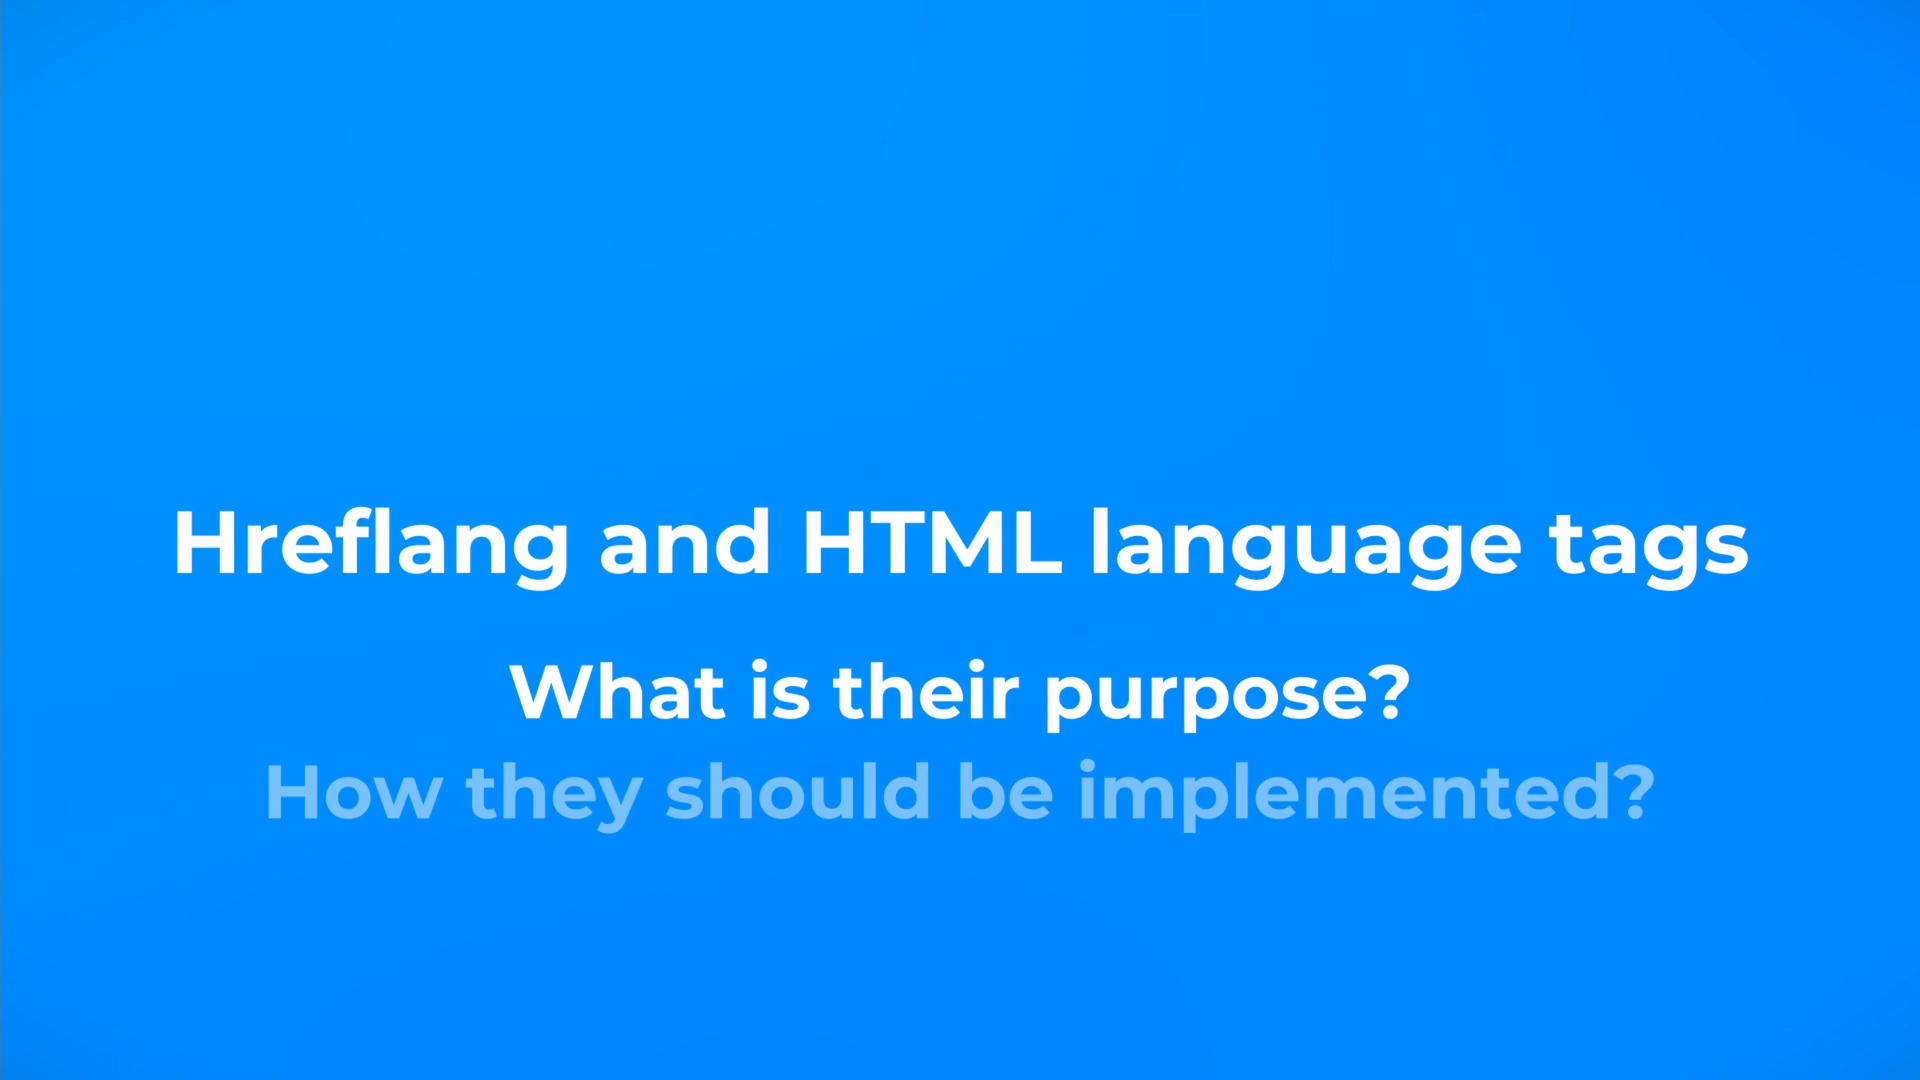 Hreflang and HTML language tags
What is their purpose?
How they should be implemented?